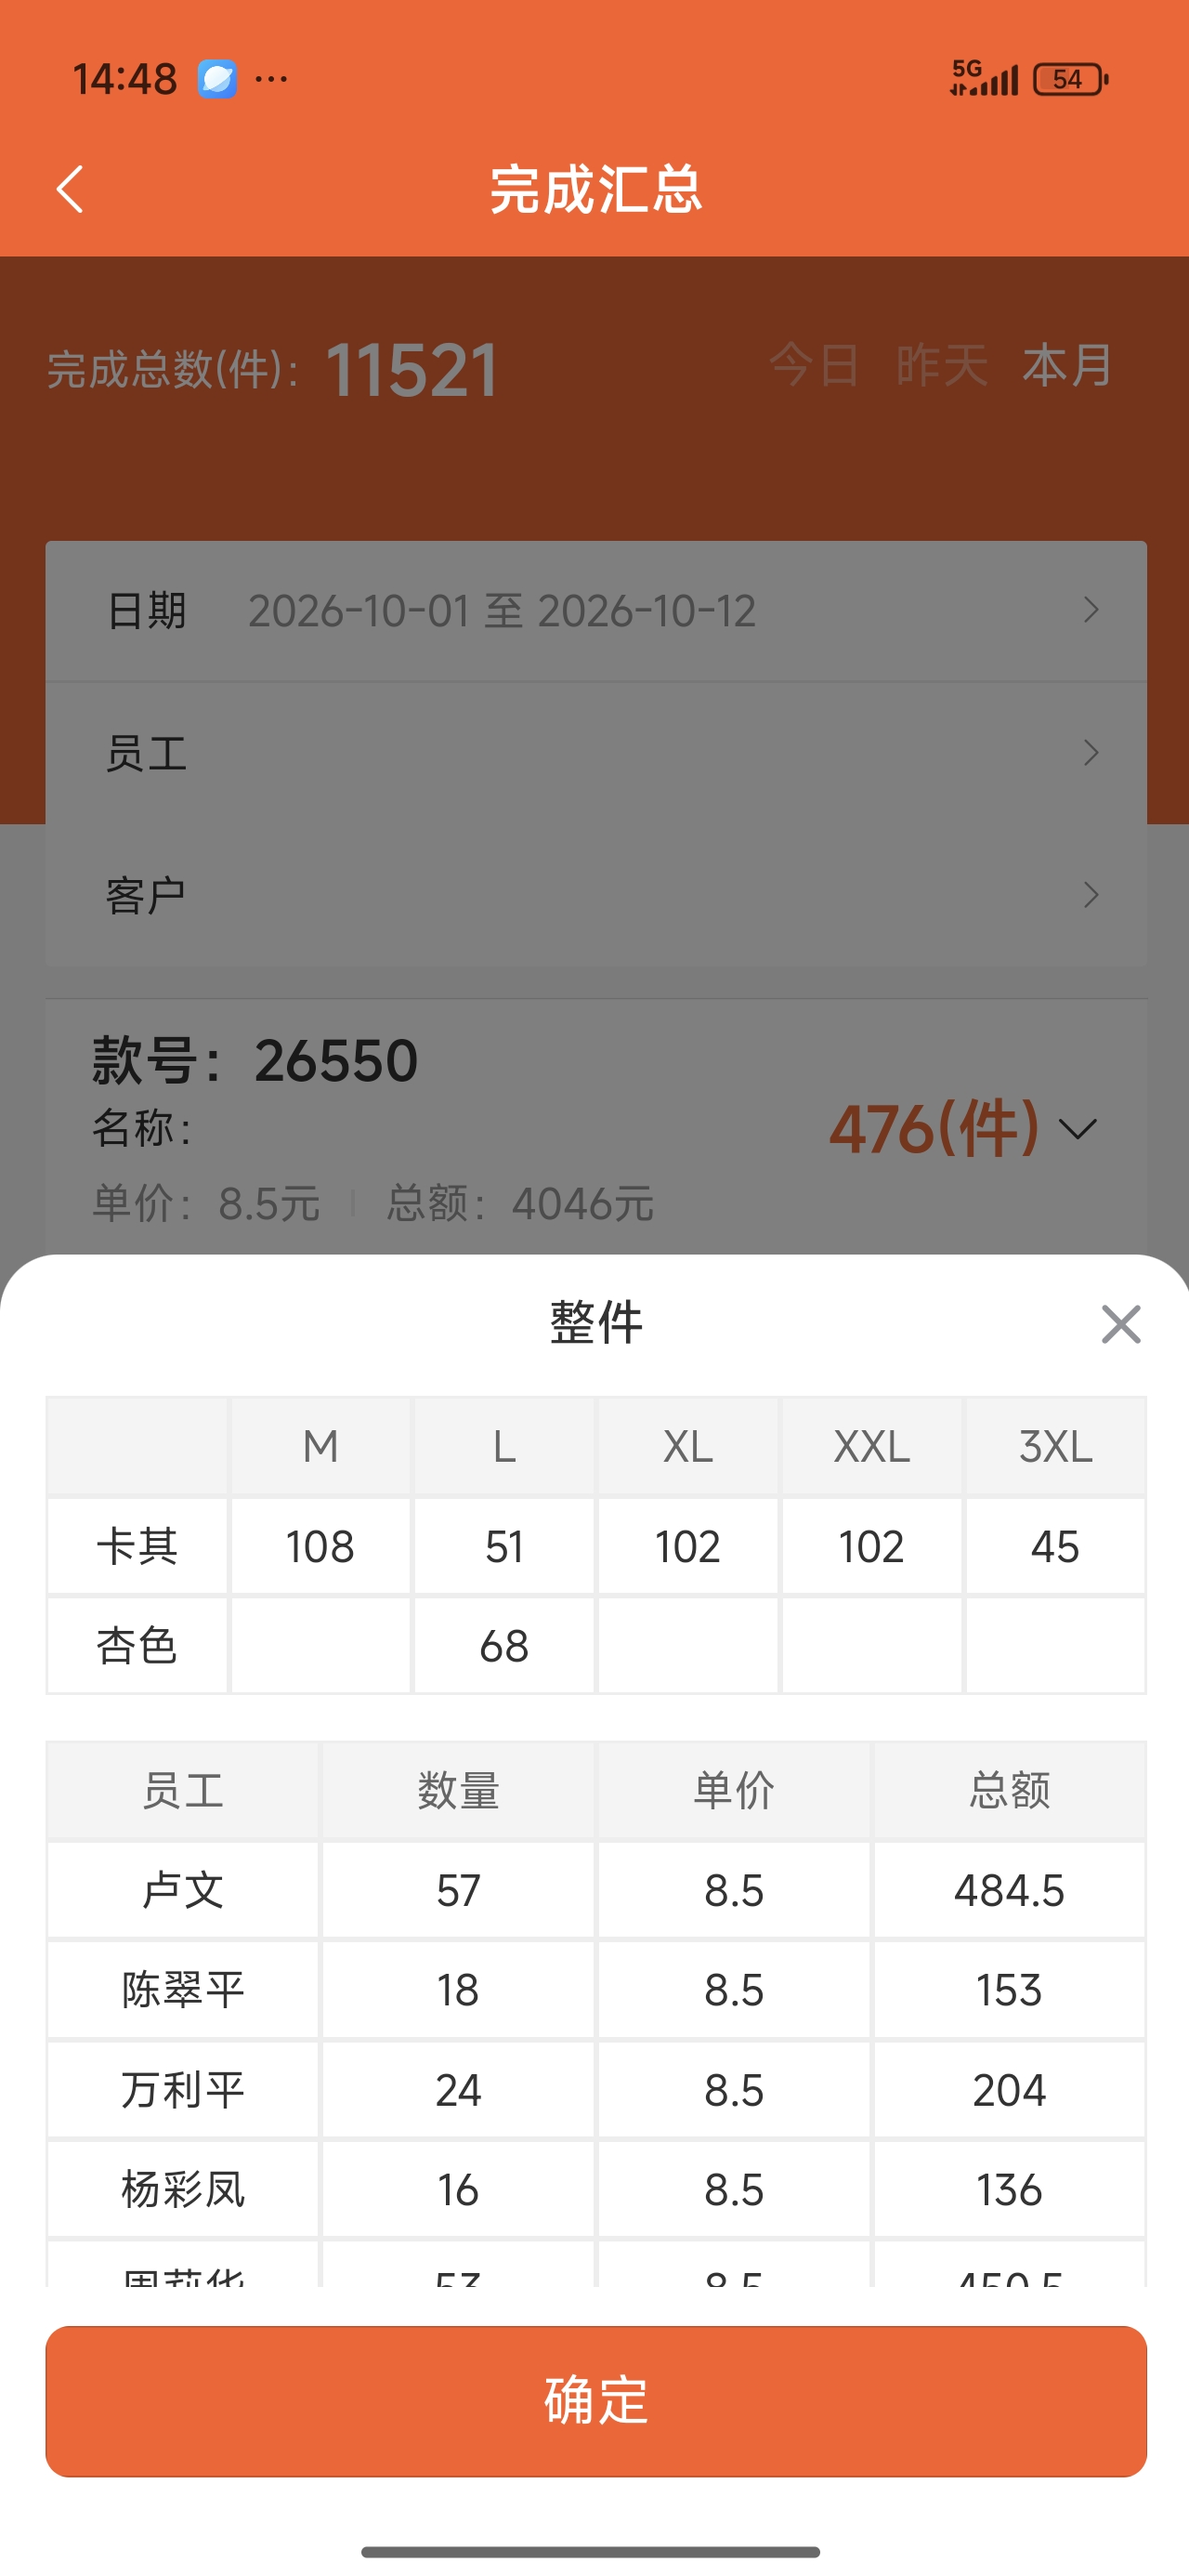 14:48 ··· 5G 54
完成汇总
完成总数(件): 11521 今日 昨天 本月
日期 2026-10-01 至 2026-10-12
员工
客户
款号: 26550
名称:
476(件)
单价: 8.5元 总额: 4046元
整件
M L XL XXL 3XL
卡其 108 51 102 102 45
杏色 68
员工 数量 单价 总额
卢文 57 8.5 484.5
陈翠平 18 8.5 153
万利平 24 8.5 204
杨彩凤 16 8.5 136
53 8.5 450.5
确定